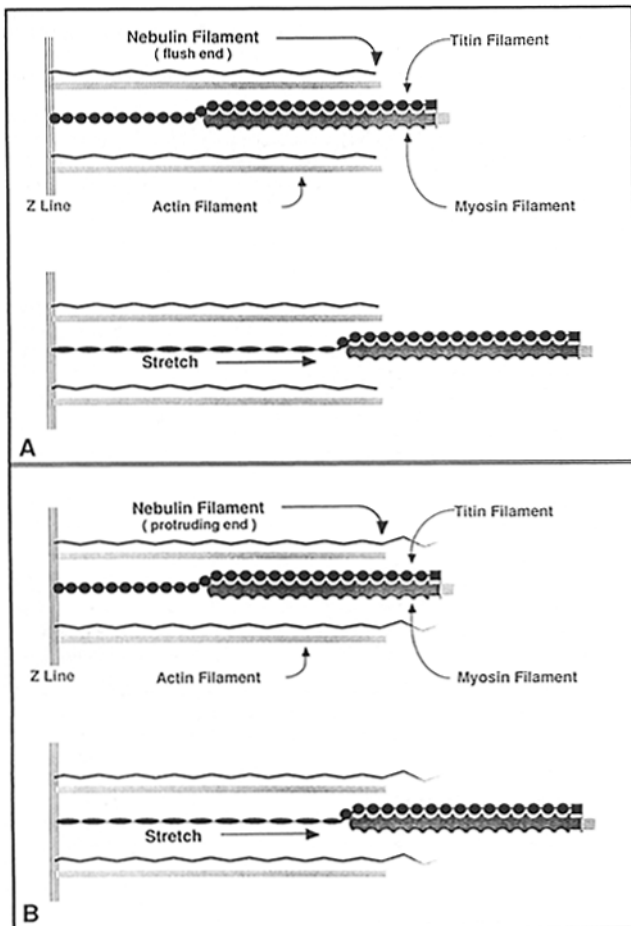 Nebulin Filament
( flush end )
Titin Filament
Z Line
Actin Filament
Myosin Filament
Stretch
A
Nebulin Filament
( protruding end )
Titin Filament
Z Line
Actin Filament
Myosin Filament
Stretch
B